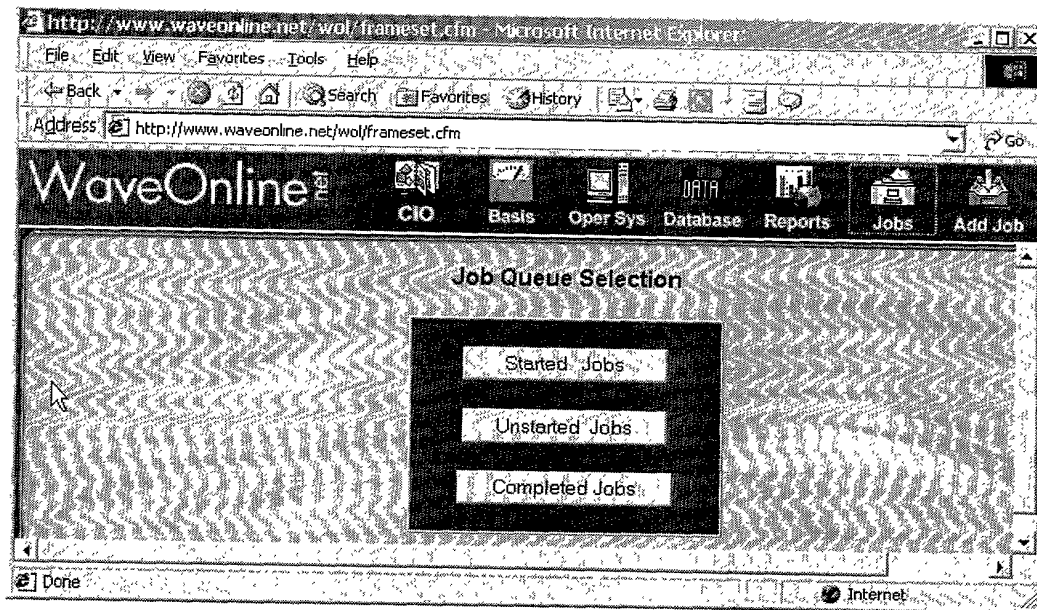 http://www.waveonline.net/wol/frameset.cfm - Microsoft Internet Explorer
File Edit View Favorites Tools Help
Back Search Favorites History
Address http://www.waveonline.net/wol/frameset.cfm Go
WaveOnline net CIO Basis Oper Sys DATA Database Reports Jobs Add Job
Job Queue Selection
Started Jobs
Unstarted Jobs
Completed Jobs
Done Internet